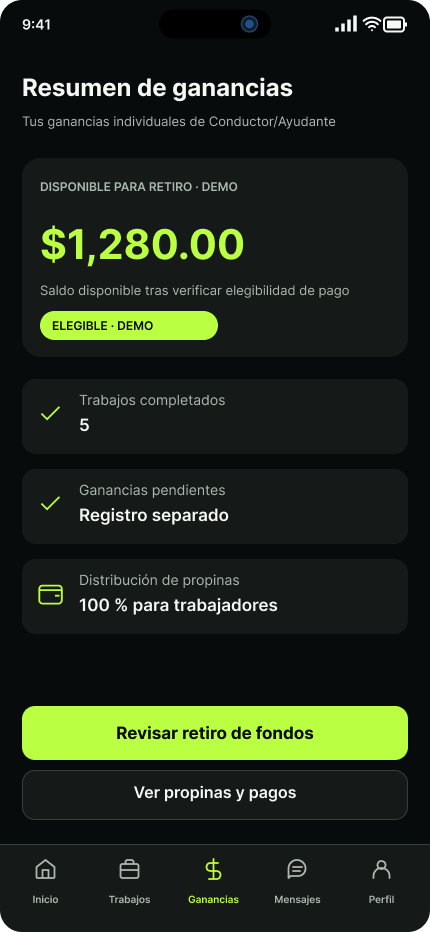 9:41
Resumen de ganancias
Tus ganancias individuales de Conductor/Ayudante
DISPONIBLE PARA RETIRO · DEMO
$1,280.00
Saldo disponible tras verificar elegibilidad de pago
ELEGIBLE · DEMO
Trabajos completados
5
Ganancias pendientes
Registro separado
Distribución de propinas
100 % para trabajadores
Revisar retiro de fondos
Ver propinas y pagos
Inicio
Trabajos
Ganancias
Mensajes
Perfil